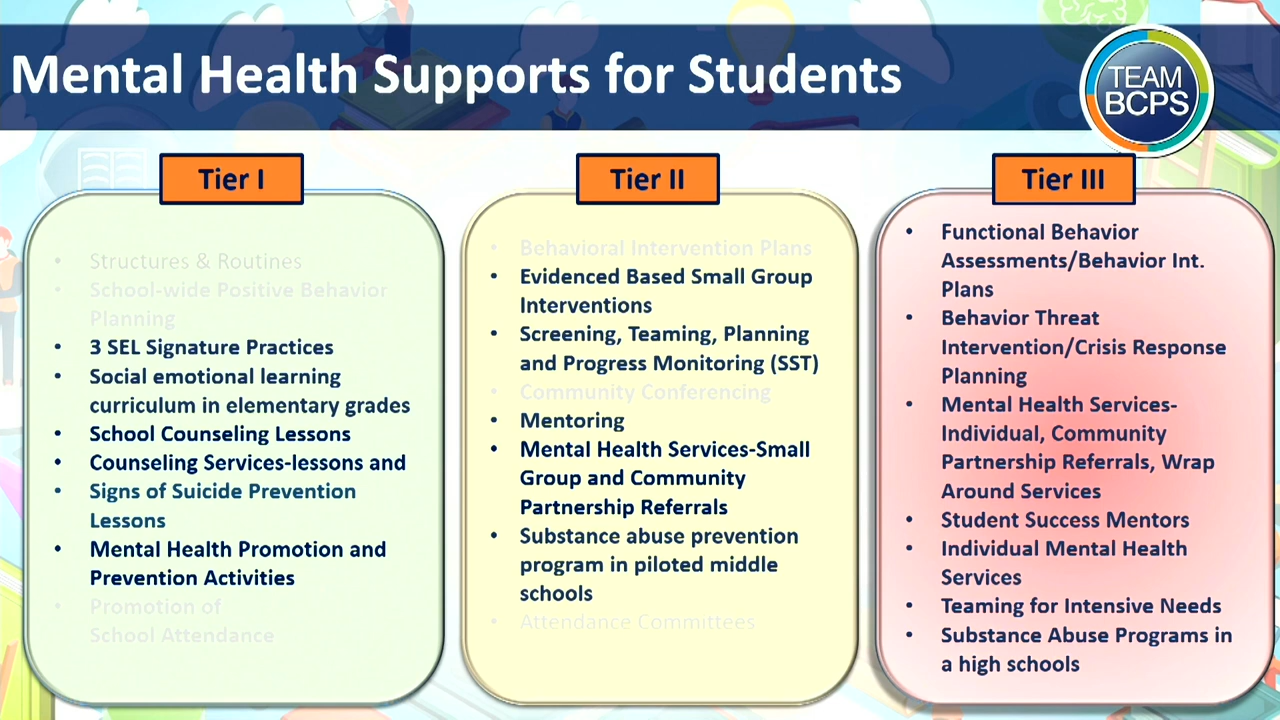 Mental Health Supports for Students
TEAM
BCPS
Tier I
• Structures & Routines
• School-wide Positive Behavior
Planning
• 3 SEL Signature Practices
• Social emotional learning
curriculum in elementary grades
• School Counseling Lessons
• Counseling Services-lessons and
• Signs of Suicide Prevention
Lessons
• Mental Health Promotion and
Prevention Activities
• Promotion of
School Attendance
Tier II
• Behavioral Intervention Plans
• Evidenced Based Small Group
Interventions
• Screening, Teaming, Planning
and Progress Monitoring (SST)
• Community Conferencing
• Mentoring
• Mental Health Services-Small
Group and Community
Partnership Referrals
• Substance abuse prevention
program in piloted middle
schools
• Attendance Committees
Tier III
• Functional Behavior
Assessments/Behavior Int.
Plans
• Behavior Threat
Intervention/Crisis Response
Planning
• Mental Health Services-
Individual, Community
Partnership Referrals, Wrap
Around Services
• Student Success Mentors
• Individual Mental Health
Services
• Teaming for Intensive Needs
• Substance Abuse Programs in
a high schools